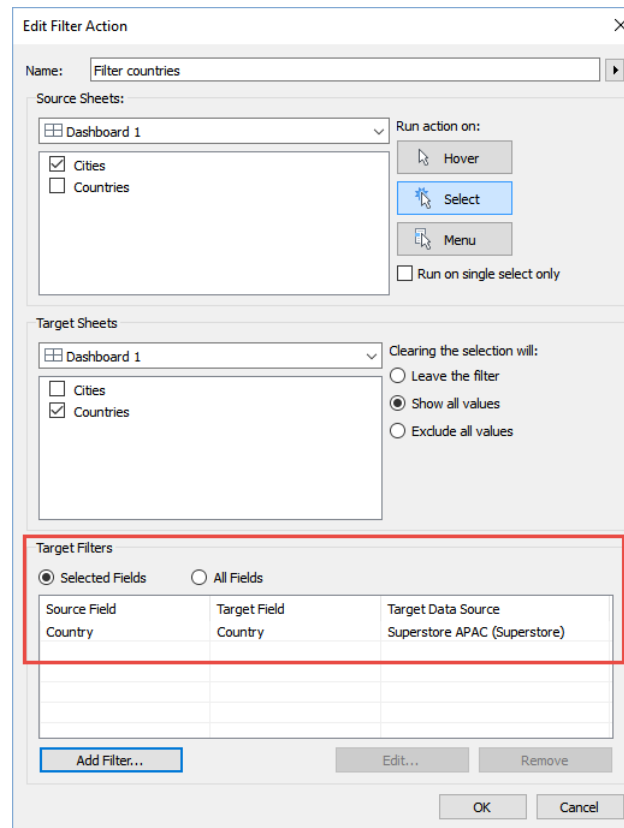 Edit Filter Action
Name: Filter countries
Source Sheets:
Dashboard 1
Run action on:
Cities
Countries
Hover
Select
Menu
Run on single select only
Target Sheets
Dashboard 1
Clearing the selection will:
Cities
Countries
Leave the filter
Show all values
Exclude all values
Target Filters
Selected Fields All Fields
Source Field Target Field Target Data Source
Country Country Superstore APAC (Superstore)
Add Filter... Edit... Remove
OK Cancel